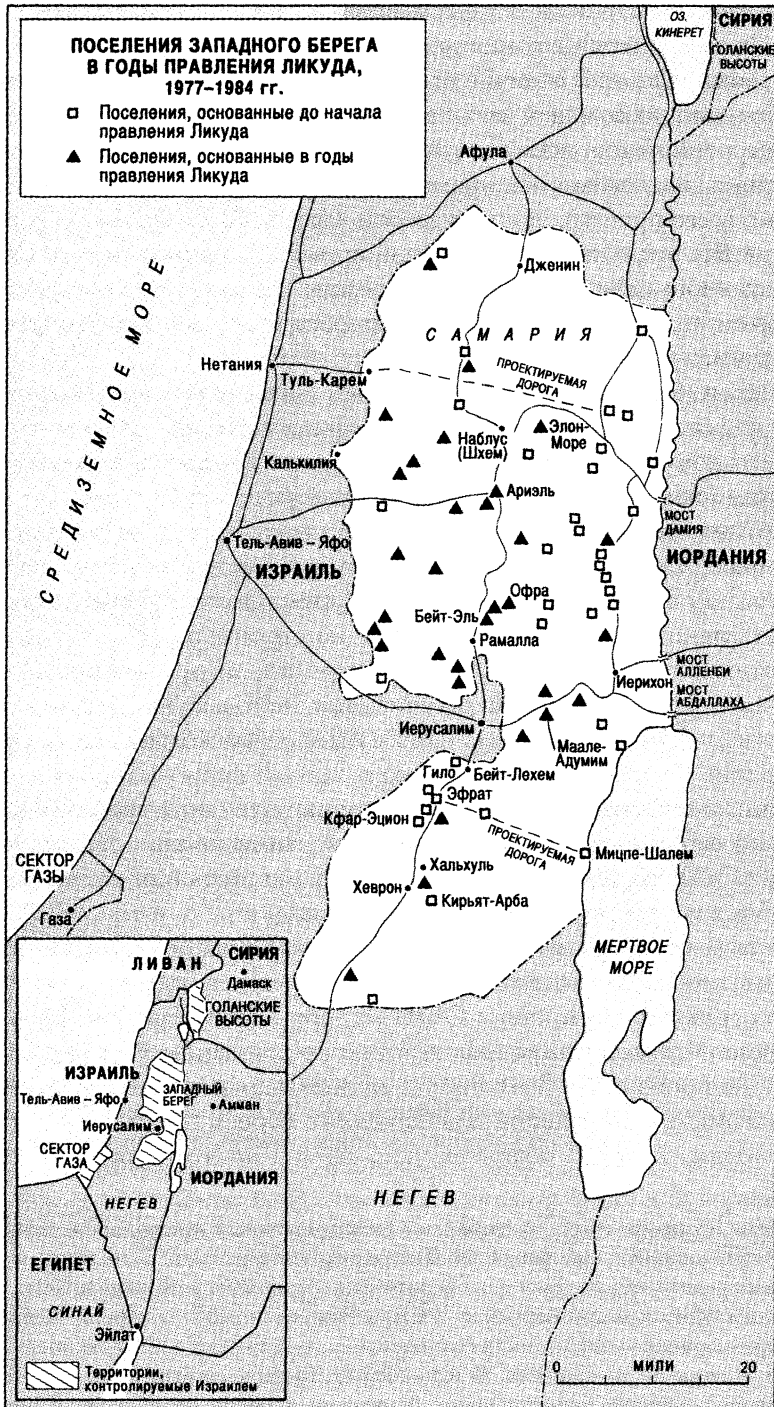 ПОСЕЛЕНИЯ ЗАПАДНОГО БЕРЕГА
В ГОДЫ ПРАВЛЕНИЯ ЛИКУДА,
1977–1984 гг.
Поселения, основанные до начала
правления Ликуда
Поселения, основанные в годы
правления Ликуда
ОЗ.
КИНЕРЕТ
СИРИЯ
ГОЛАНСКИЕ
ВЫСОТЫ
Афула
Дженин
СРЕДИЗЕМНОЕ МОРЕ
САМАРИЯ
Нетания
Туль-Карем
ПРОЕКТИРУЕМАЯ
ДОРОГА
Наблус
(Шхем)
Элон-
Море
Калькилия
Ариэль
МОСТ
ДАМИЯ
Тель-Авив – Яфо
ИЗРАИЛЬ
ИОРДАНИЯ
Офра
Бейт-Эль
Рамалла
МОСТ
АЛЛЕНБИ
Иерихон
МОСТ
АБДАЛЛАХА
Иерусалим
Маале-
Адумим
Гило
Бейт-Лехем
Эфрат
Кфар-Эцион
ПРОЕКТИРУЕМАЯ
ДОРОГА
Мицпе-Шалем
СЕКТОР
ГАЗЫ
Хальхуль
Хеврон
Кирьят-Арба
Газа
МЕРТВОЕ
МОРЕ
ЛИВАН
СИРИЯ
Дамаск
ГОЛАНСКИЕ
ВЫСОТЫ
ИЗРАИЛЬ
ЗАПАДНЫЙ
БЕРЕГ
Тель-Авив – Яфо
Амман
Иерусалим
СЕКТОР
ГАЗА
ИОРДАНИЯ
НЕГЕВ
НЕГЕВ
ЕГИПЕТ
СИНАЙ
Эйлат
Территории,
контролируемые Израилем
0 МИЛИ 20